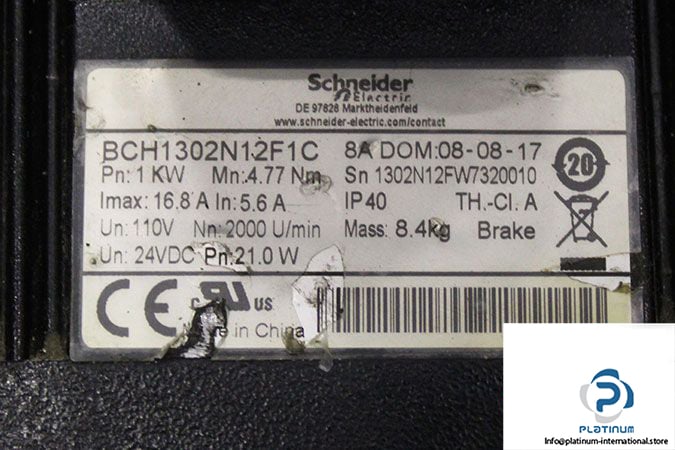 Schneider
Electric
DE 97828 Marktheidenfeld
www.schneider-electric.com/contact
BCH1302N12F1C 8A DOM:08-08-17
Pn: 1 KW Mn: 4.77 Nm Sn 1302N12FW7320010
Imax: 16.8 A In: 5.6 A IP40 TH.-Cl. A
Un: 110V Nn: 2000 U/min Mass: 8.4kg Brake
Un: 24VDC Pn: 21.0 W
20
CE c US
in China
P
PLATINUM
Info@platinum-international.store